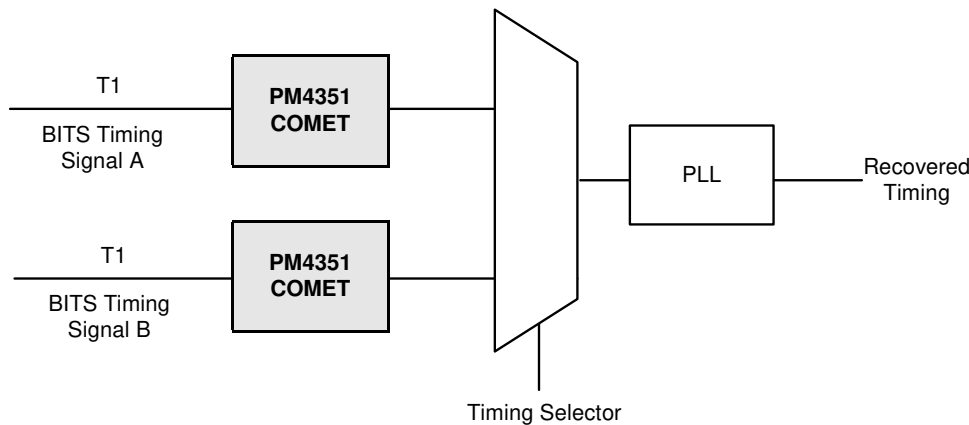 T1
BITS Timing
Signal A
PM4351
COMET
T1
BITS Timing
Signal B
PM4351
COMET
PLL
Recovered
Timing
Timing Selector